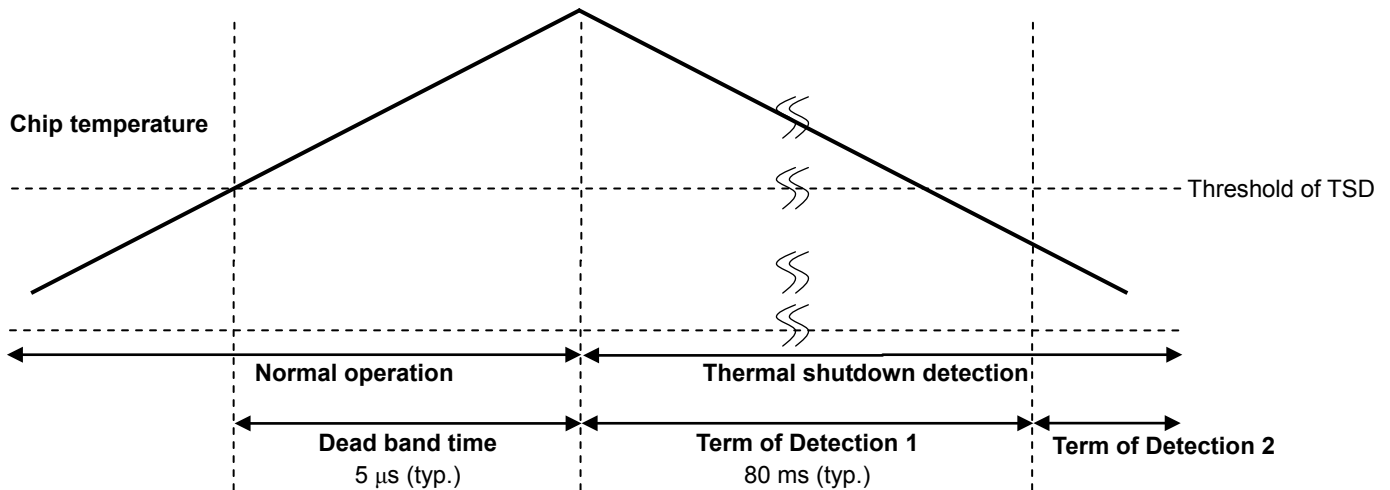 Chip temperature
Threshold of TSD
Normal operation
Thermal shutdown detection
Dead band time
5 μs (typ.)
Term of Detection 1
80 ms (typ.)
Term of Detection 2